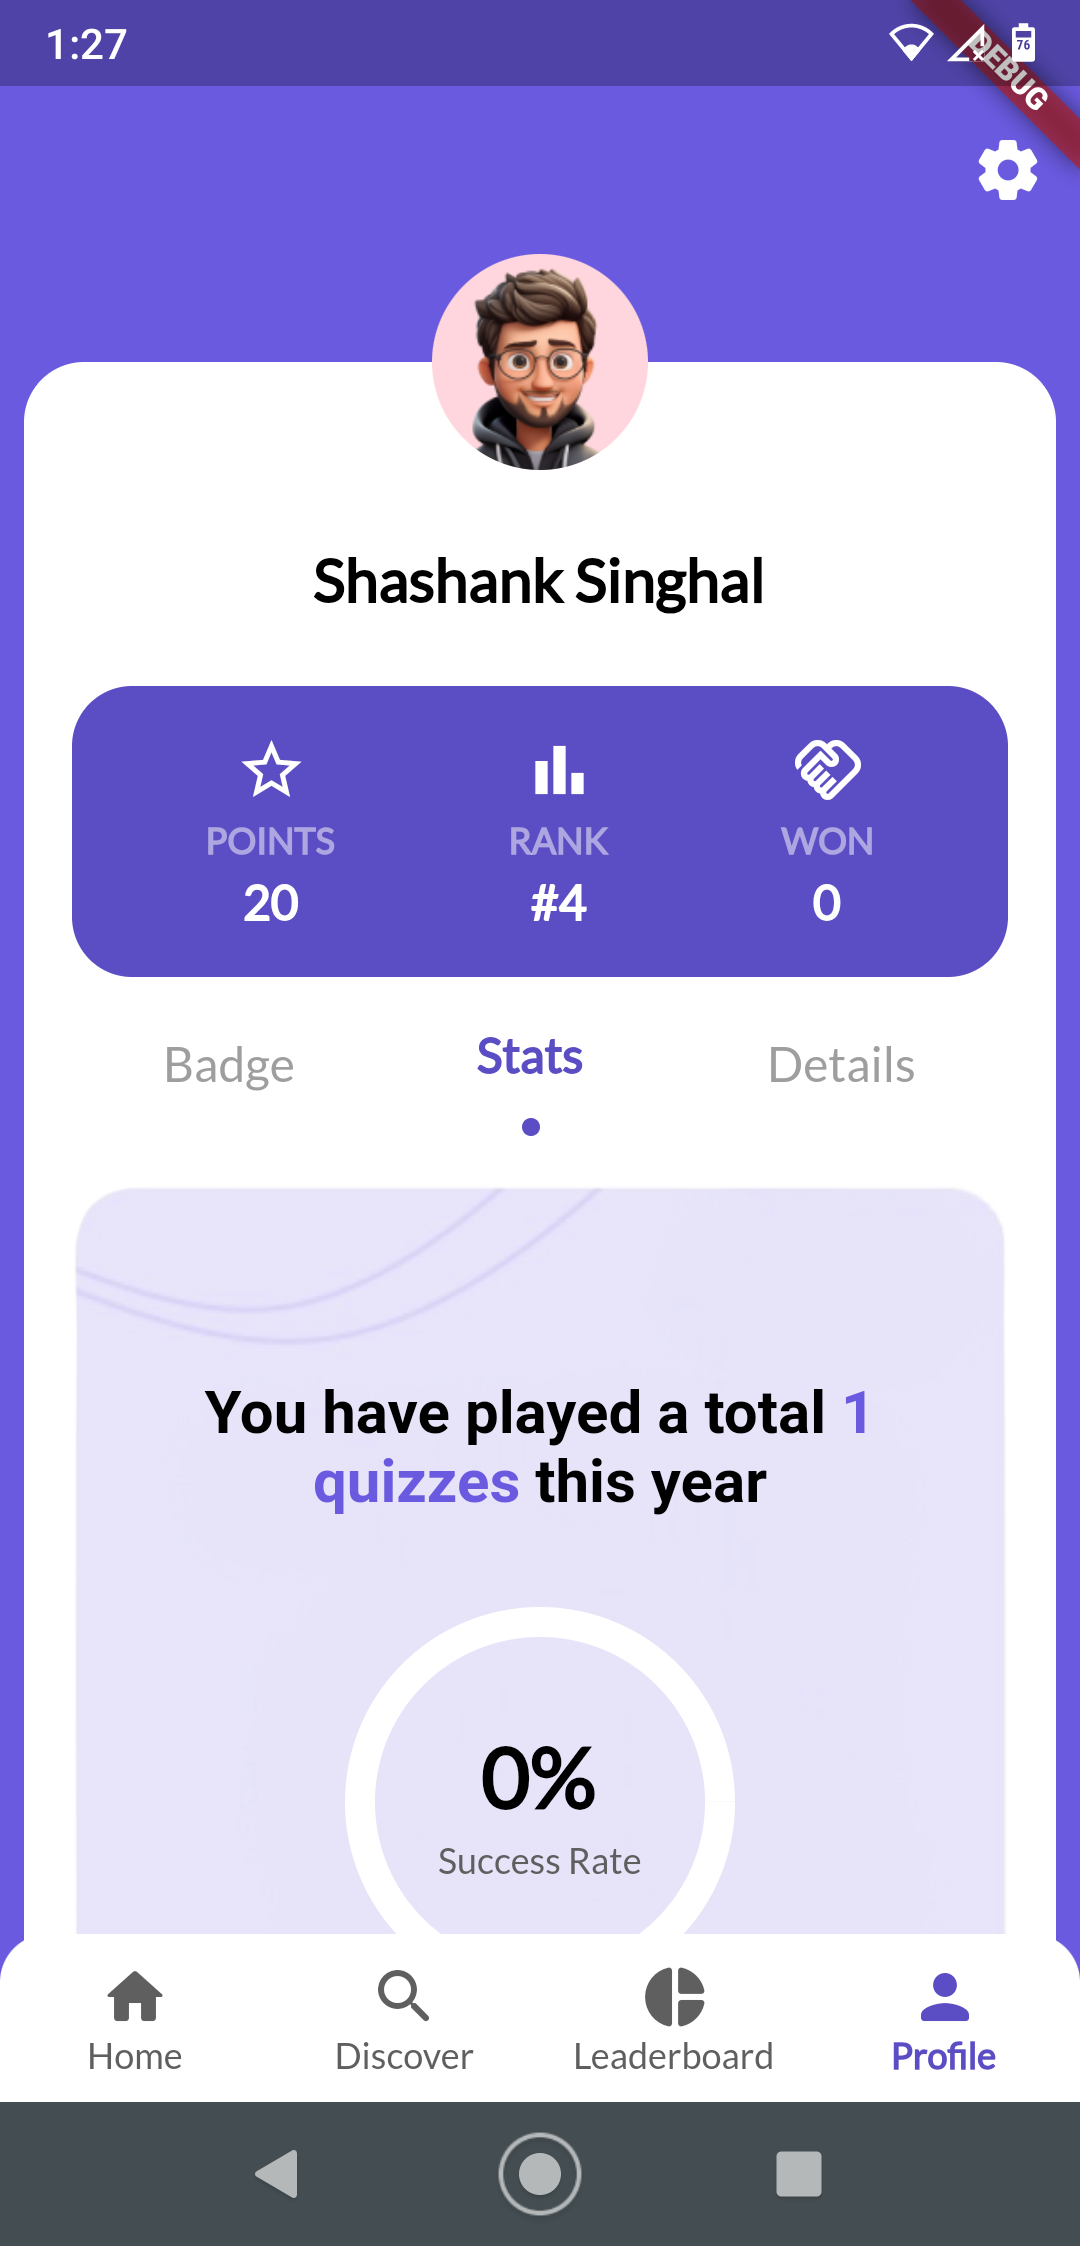 1:27
76
DEBUG
Shashank Singhal
POINTS RANK WON
20 #4 0
Badge Stats Details
You have played a total 1
quizzes this year
0%
Success Rate
Home Discover Leaderboard Profile